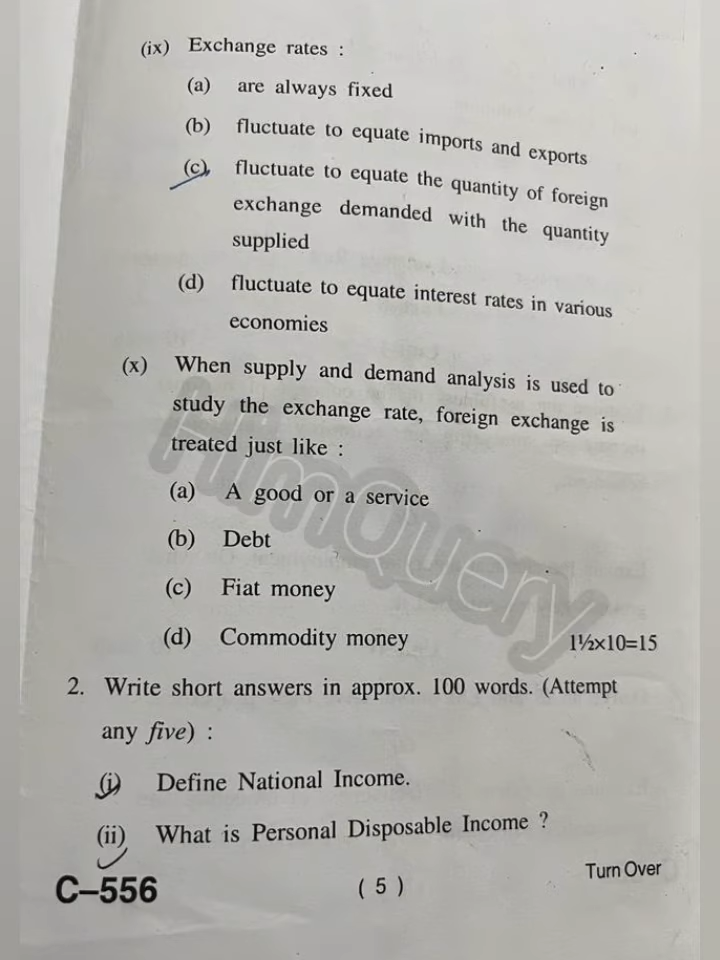 (ix) Exchange rates :
(a) are always fixed
(b) fluctuate to equate imports and exports
(c) fluctuate to equate the quantity of foreign
exchange demanded with the quantity
supplied
(d) fluctuate to equate interest rates in various
economies
(x) When supply and demand analysis is used to
study the exchange rate, foreign exchange is
treated just like :
(a) A good or a service
(b) Debt
(c) Fiat money
(d) Commodity money 1½×10=15
HimQuery
2. Write short answers in approx. 100 words. (Attempt
any five) :
(i) Define National Income.
(ii) What is Personal Disposable Income ?
C–556 ( 5 ) Turn Over